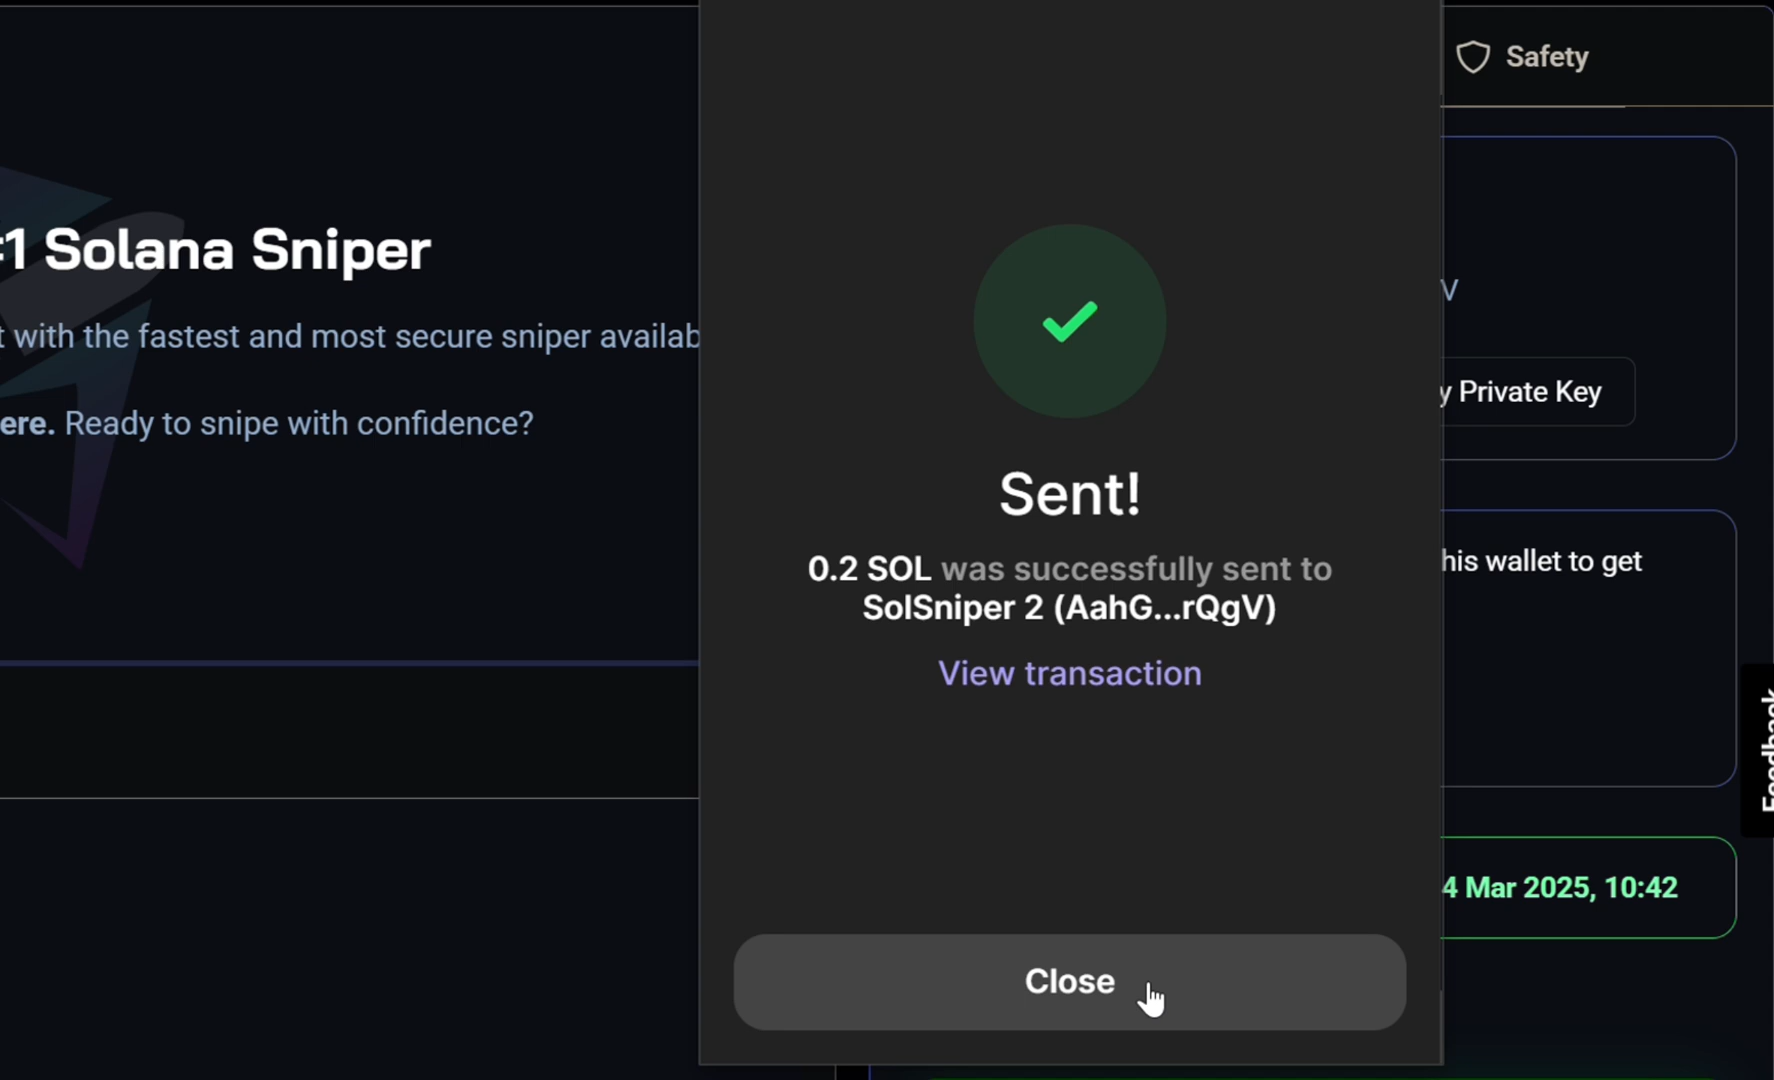 Safety
#1 Solana Sniper
t with the fastest and most secure sniper availab
ere. Ready to snipe with confidence?
V
y Private Key
his wallet to get
4 Mar 2025, 10:42
Feedback
Sent!
0.2 SOL was successfully sent to
SolSniper 2 (AahG...rQgV)
View transaction
Close